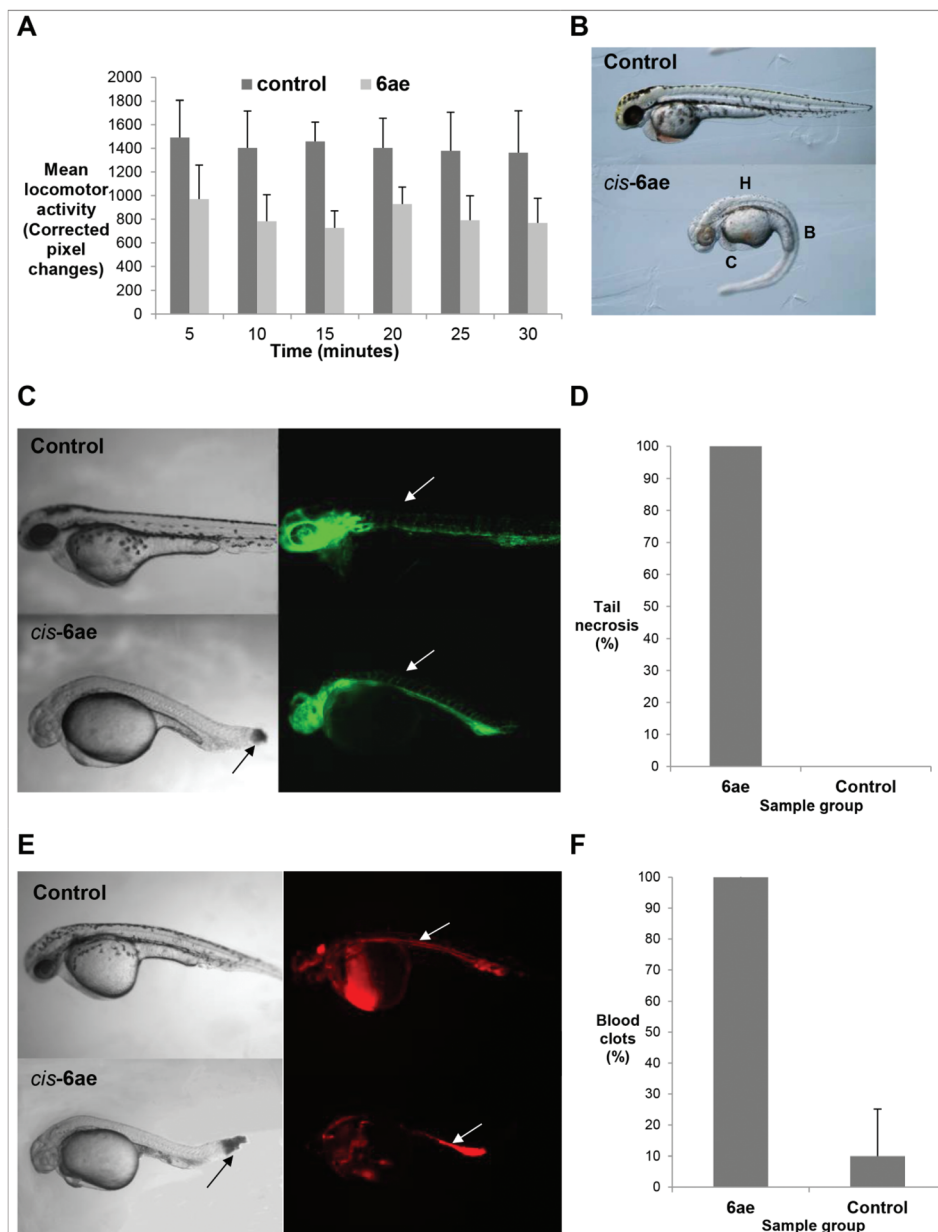 A
2000
1800
1600
1400
1200
1000
800
600
400
200
0
Mean
locomotor
activity
(Corrected
pixel
changes)
control 6ae
5 10 15 20 25 30
Time (minutes)
B
Control
cis-6ae
H
B
C
C
Control
cis-6ae
D
100
90
80
70
60
50
40
30
20
10
0
Tail
necrosis
(%)
6ae Control
Sample group
E
Control
cis-6ae
F
100
90
80
70
60
50
40
30
20
10
0
Blood
clots
(%)
6ae Control
Sample group